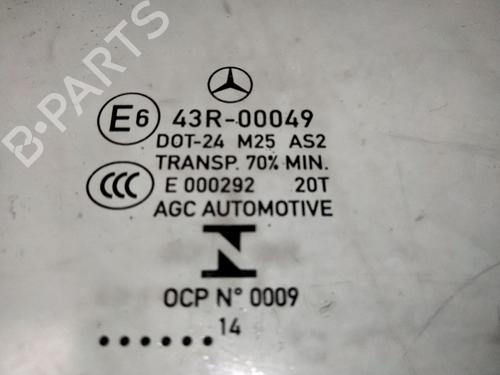 B-PARTS
E6 43R-00049
DOT-24 M25 AS2
TRANSP. 70% MIN.
CCC E 000292 20T
AGC AUTOMOTIVE
N
OCP N° 0009
...... 14